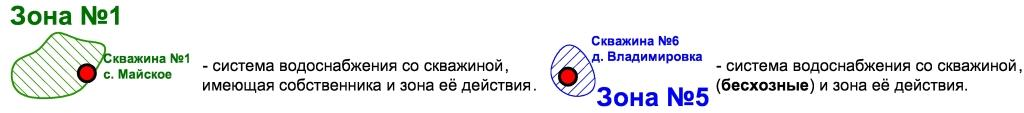 Зона №1
Скважина №1
с. Майское
- система водоснабжения со скважиной,
имеющая собственника и зона её действия.
Скважина №6
д. Владимировка
Зона №5
- система водоснабжения со скважиной,
(бесхозные) и зона её действия.